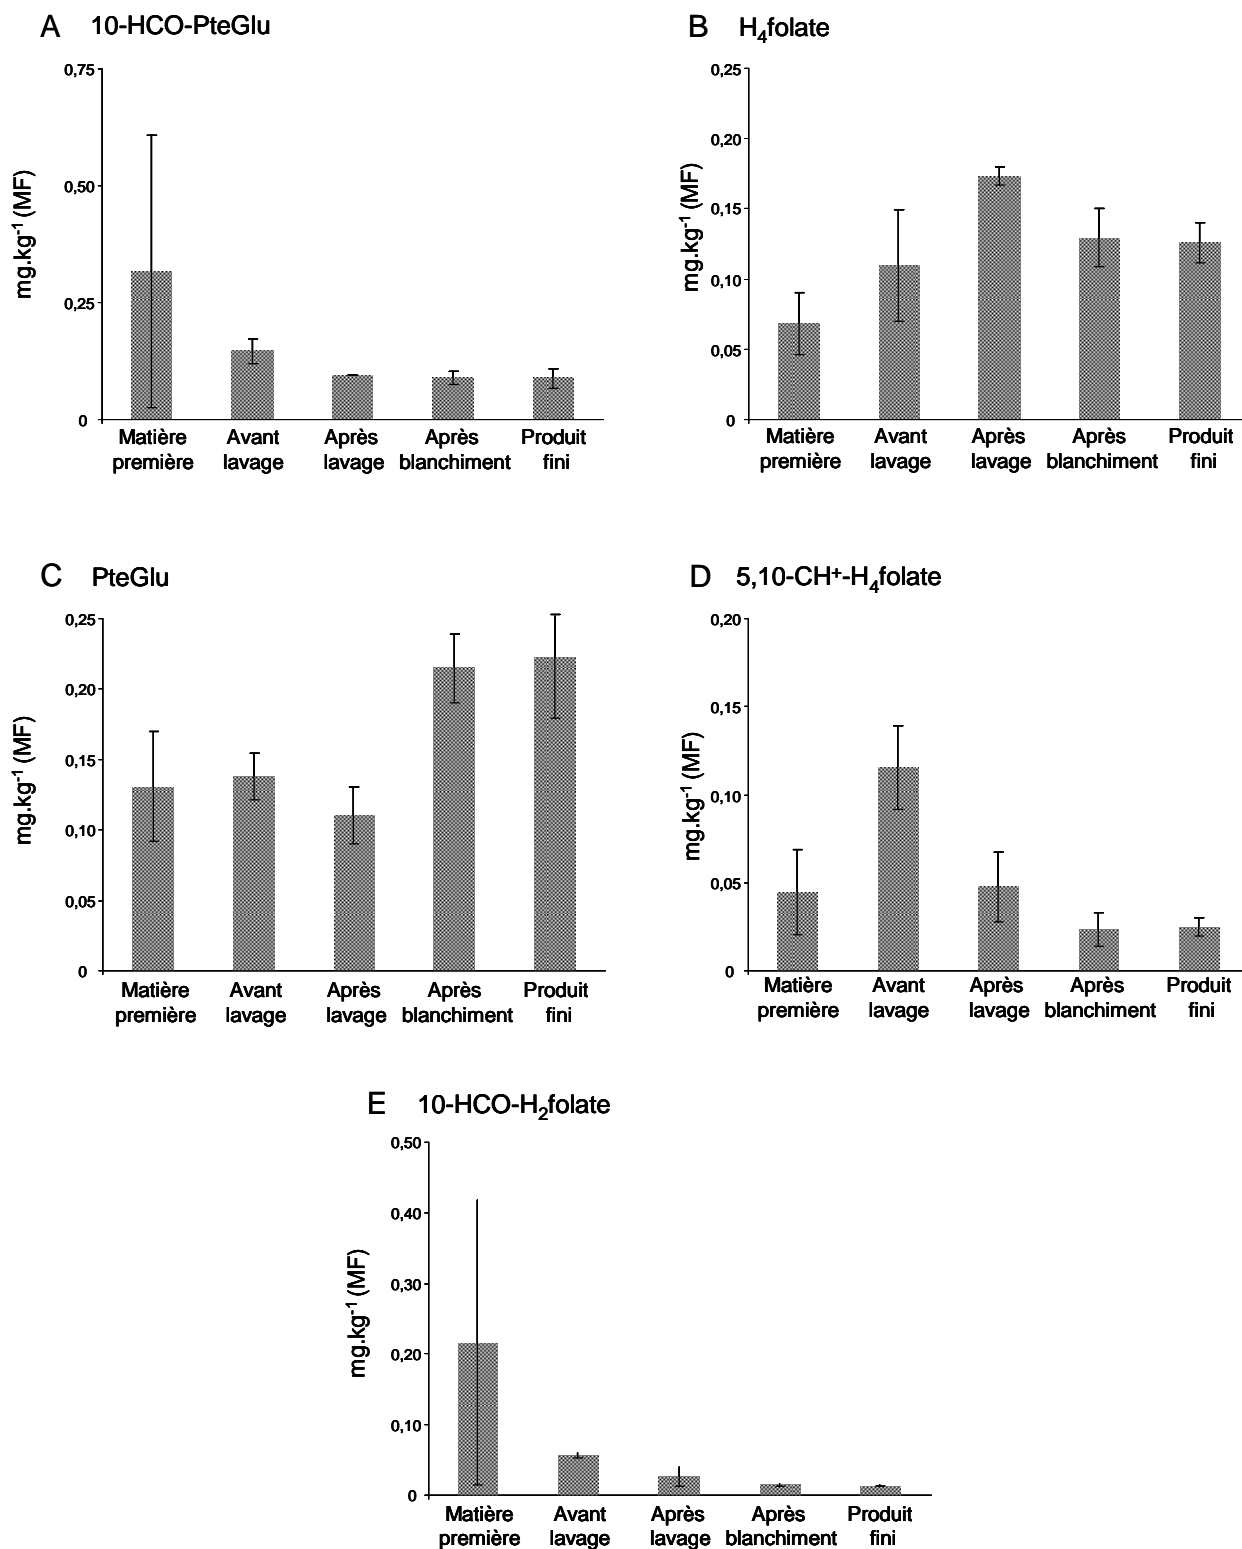 A 10-HCO-PteGlu
0,75
0,50
0,25
0
mg.kg⁻¹ (MF)
Matière Avant Après Après Produit
première lavage lavage blanchiment fini
B H₄folate
0,25
0,20
0,15
0,10
0,05
0
mg.kg⁻¹ (MF)
Matière Avant Après Après Produit
première lavage lavage blanchiment fini
C PteGlu
0,25
0,20
0,15
0,10
0,05
0
mg.kg⁻¹ (MF)
Matière Avant Après Après Produit
première lavage lavage blanchiment fini
D 5,10-CH⁺-H₄folate
0,20
0,15
0,10
0,05
0
mg.kg⁻¹ (MF)
Matière Avant Après Après Produit
première lavage lavage blanchiment fini
E 10-HCO-H₂folate
0,50
0,40
0,30
0,20
0,10
0
mg.kg⁻¹ (MF)
Matière Avant Après Après Produit
première lavage lavage blanchiment fini